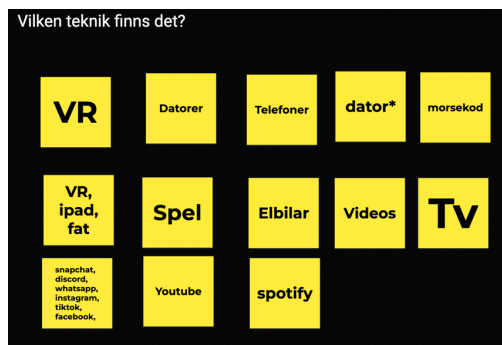 Vilken teknik finns det?
VR
Datorer
Telefoner
dator*
morsekod
VR,
ipad,
fat
Spel
Elbilar
Videos
Tv
snapchat,
discord,
whatsapp,
instagram,
tiktok,
facebook,
Youtube
spotify